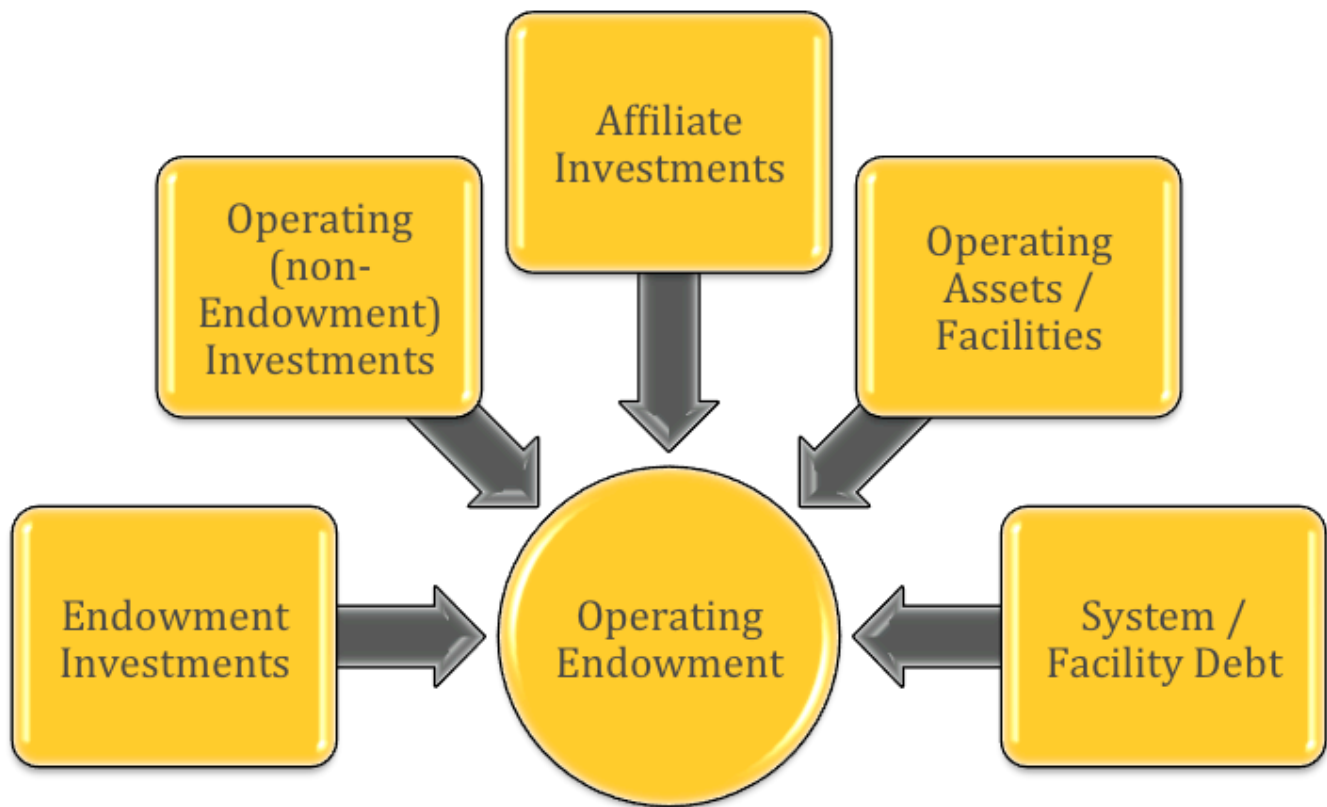 Affiliate
Investments
Operating
(non-
Endowment)
Investments
Operating
Assets /
Facilities
Endowment
Investments
Operating
Endowment
System /
Facility Debt